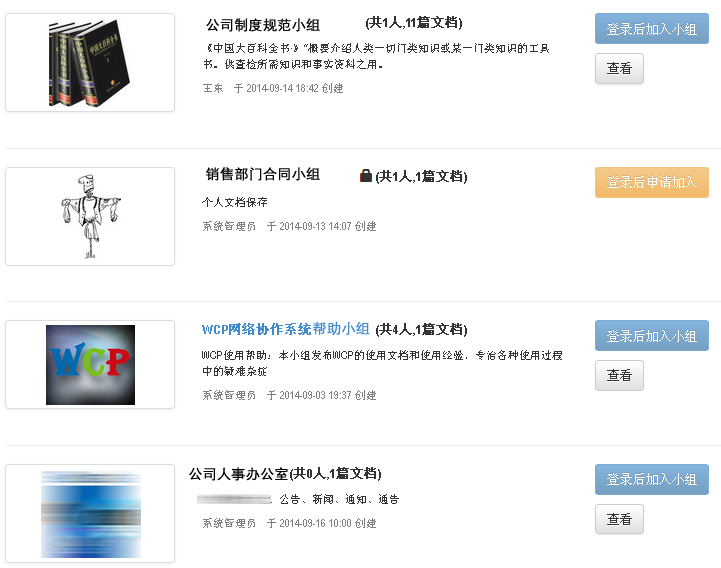 公司制度规范小组 (共1人,11篇文档)
登录后加入小组
《中国大百科全书》"概要介绍人类一切门类知识或某一门类知识的工具
书。供查检所需知识和事实资料之用。
查看
王东 于 2014-09-14 18:42 创建
中国大百科全书
中国大百科全书
销售部门合同小组 (共1人,1篇文档)
登录后申请加入
个人文档保存
系统管理员 于 2014-09-13 14:07 创建
WCP网络协作系统帮助小组 (共4人,1篇文档)
登录后加入小组
WCP使用帮助：本小组发布WCP的使用文档和使用经验．专治各种使用过程
中的疑难杂症
查看
系统管理员 于 2014-09-03 19:37 创建
WCP
公司人事办公室(共0人,1篇文档)
登录后加入小组
公告、新闻、通知、通告
查看
系统管理员 于 2014-09-16 10:00 创建